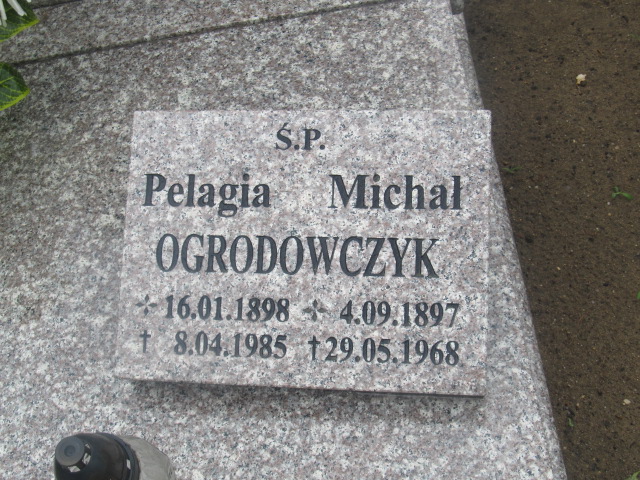 Ś.P.
Pelagia Michał
OGRODOWCZYK
✢ 16.01.1898 ✢ 4.09.1897
† 8.04.1985 † 29.05.1968